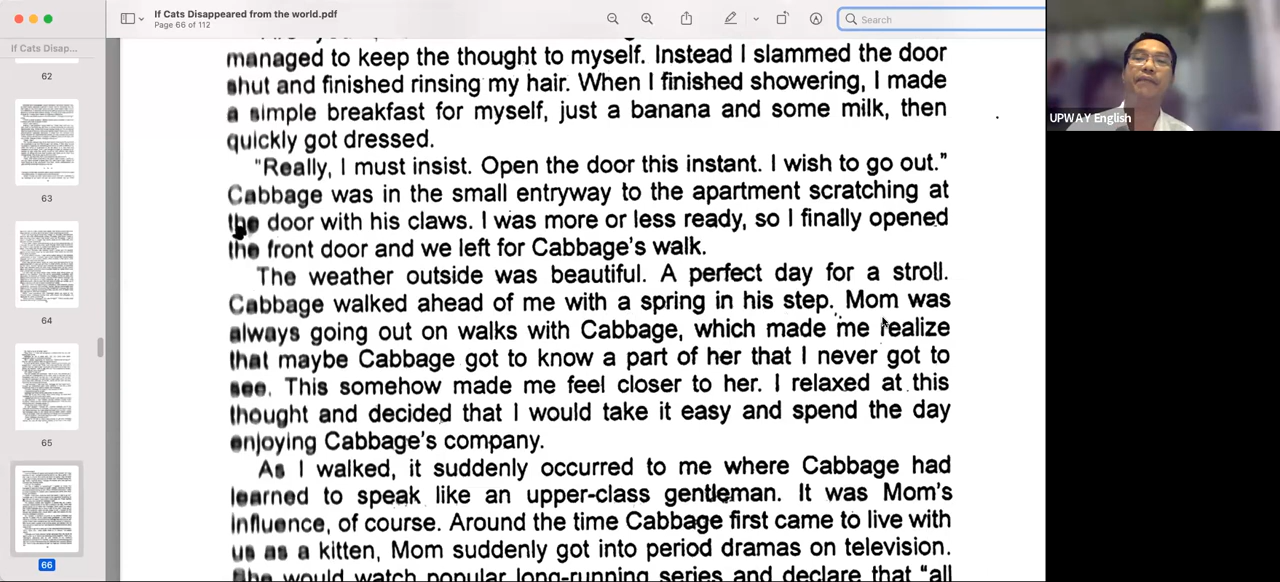 If Cats Disappeared from the world.pdf
Page 66 of 112
Search
If Cats Disap...
62
63
64
65
66
UPWAY English
managed to keep the thought to myself. Instead I slammed the door
shut and finished rinsing my hair. When I finished showering, I made
a simple breakfast for myself, just a banana and some milk, then
quickly got dressed.
"Really, I must insist. Open the door this instant. I wish to go out."
Cabbage was in the small entryway to the apartment scratching at
the door with his claws. I was more or less ready, so I finally opened
the front door and we left for Cabbage's walk.
The weather outside was beautiful. A perfect day for a stroll.
Cabbage walked ahead of me with a spring in his step. Mom was
always going out on walks with Cabbage, which made me realize
that maybe Cabbage got to know a part of her that I never got to
see. This somehow made me feel closer to her. I relaxed at this
thought and decided that I would take it easy and spend the day
enjoying Cabbage's company.
As I walked, it suddenly occurred to me where Cabbage had
learned to speak like an upper-class gentleman. It was Mom's
influence, of course. Around the time Cabbage first came to live with
us as a kitten, Mom suddenly got into period dramas on television.
She would watch popular long-running series and declare that "all